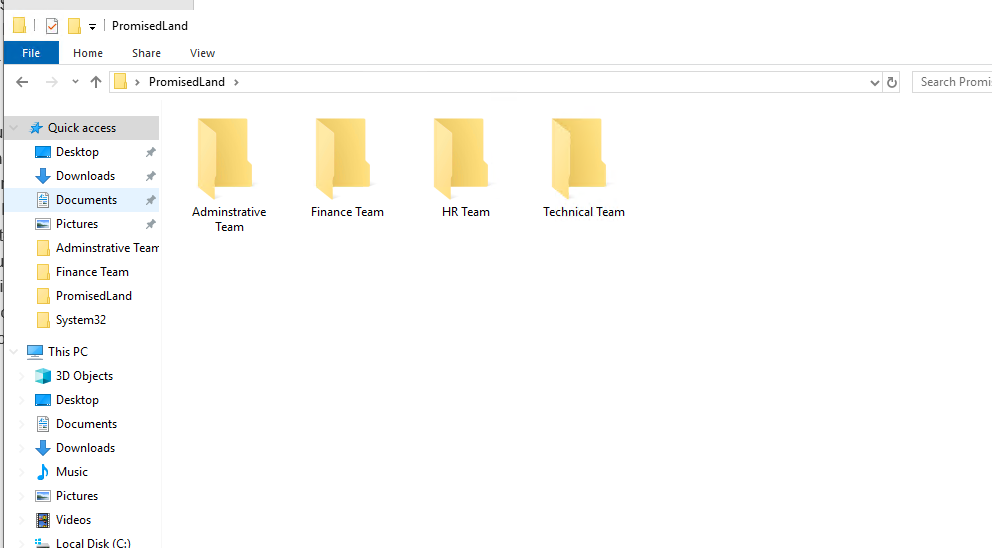 PromisedLand
File Home Share View
PromisedLand
Search Promi
Quick access
Desktop
Downloads
Documents
Pictures
Adminstrative Team
Finance Team
PromisedLand
System32
This PC
3D Objects
Desktop
Documents
Downloads
Music
Pictures
Videos
Local Disk (C:)
Adminstrative
Team
Finance Team
HR Team
Technical Team